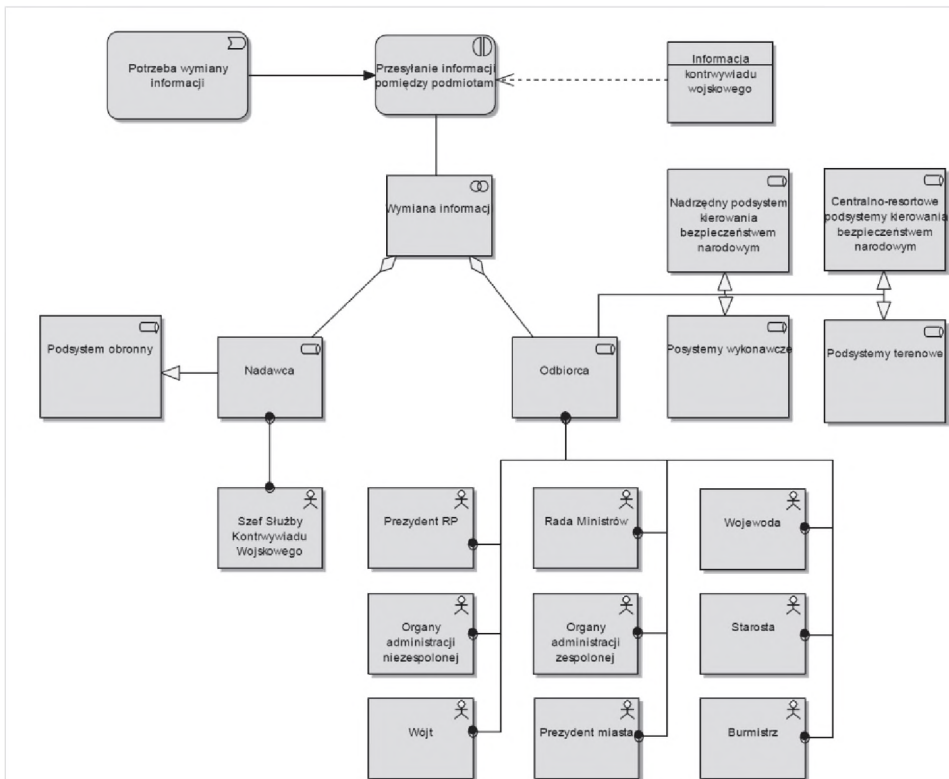 Potrzeba wymiany
informacji
Przesyłanie informacji
pomiędzy podmiotami
Informacja
kontrwywiadu
wojskowego
Wymiana informacji
Nadrzędny podsystem
kierowania
bezpieczeństwem
narodowym
Centralno-resortowe
podsystemy kierowania
bezpieczeństwem
narodowym
Podsystem obronny
Nadawca
Odbiorca
Posystemy wykonawcze
Podsystemy terenowe
Szef Służby
Kontrwywiadu
Wojskowego
Prezydent RP
Rada Ministrów
Wojewoda
Organy
administracji
niezespolonej
Organy
administracji
zespolonej
Starosta
Wójt
Prezydent miasta
Burmistrz